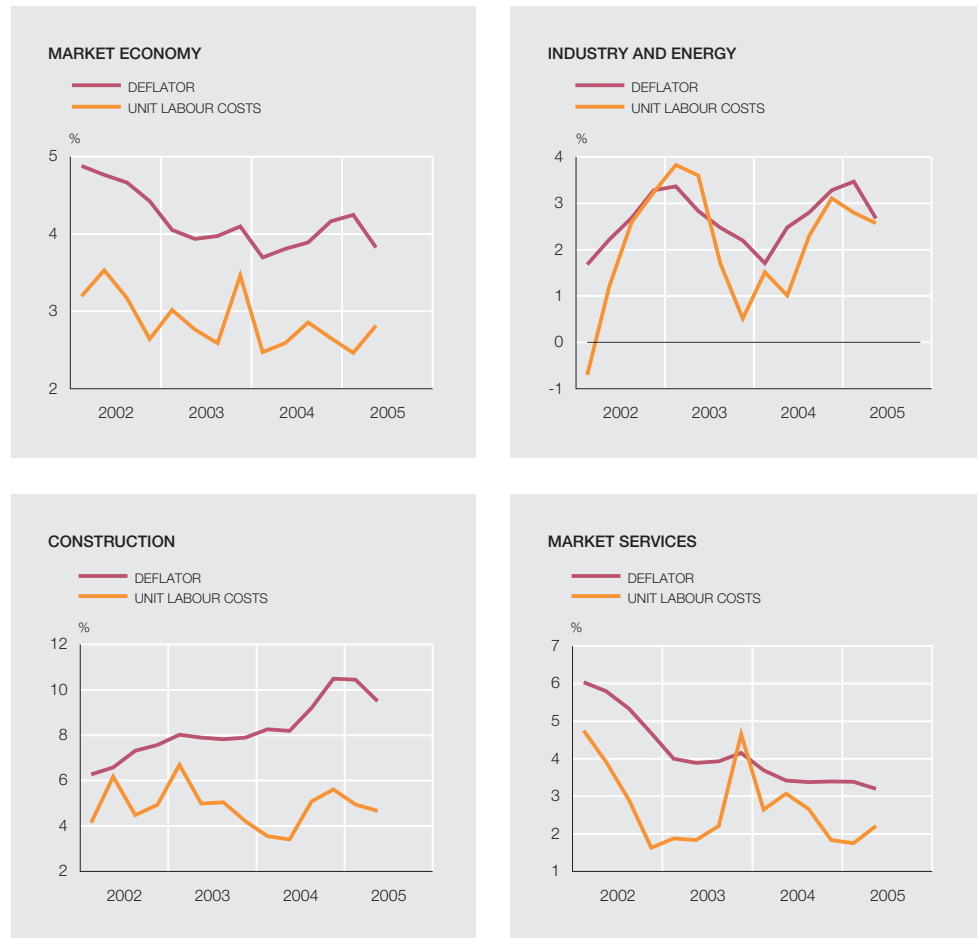 MARKET ECONOMY
DEFLATOR
UNIT LABOUR COSTS
%
5
4
3
2
2002 2003 2004 2005
INDUSTRY AND ENERGY
DEFLATOR
UNIT LABOUR COSTS
%
4
3
2
1
0
-1
2002 2003 2004 2005
CONSTRUCTION
DEFLATOR
UNIT LABOUR COSTS
%
12
10
8
6
4
2
2002 2003 2004 2005
MARKET SERVICES
DEFLATOR
UNIT LABOUR COSTS
%
7
6
5
4
3
2
1
2002 2003 2004 2005